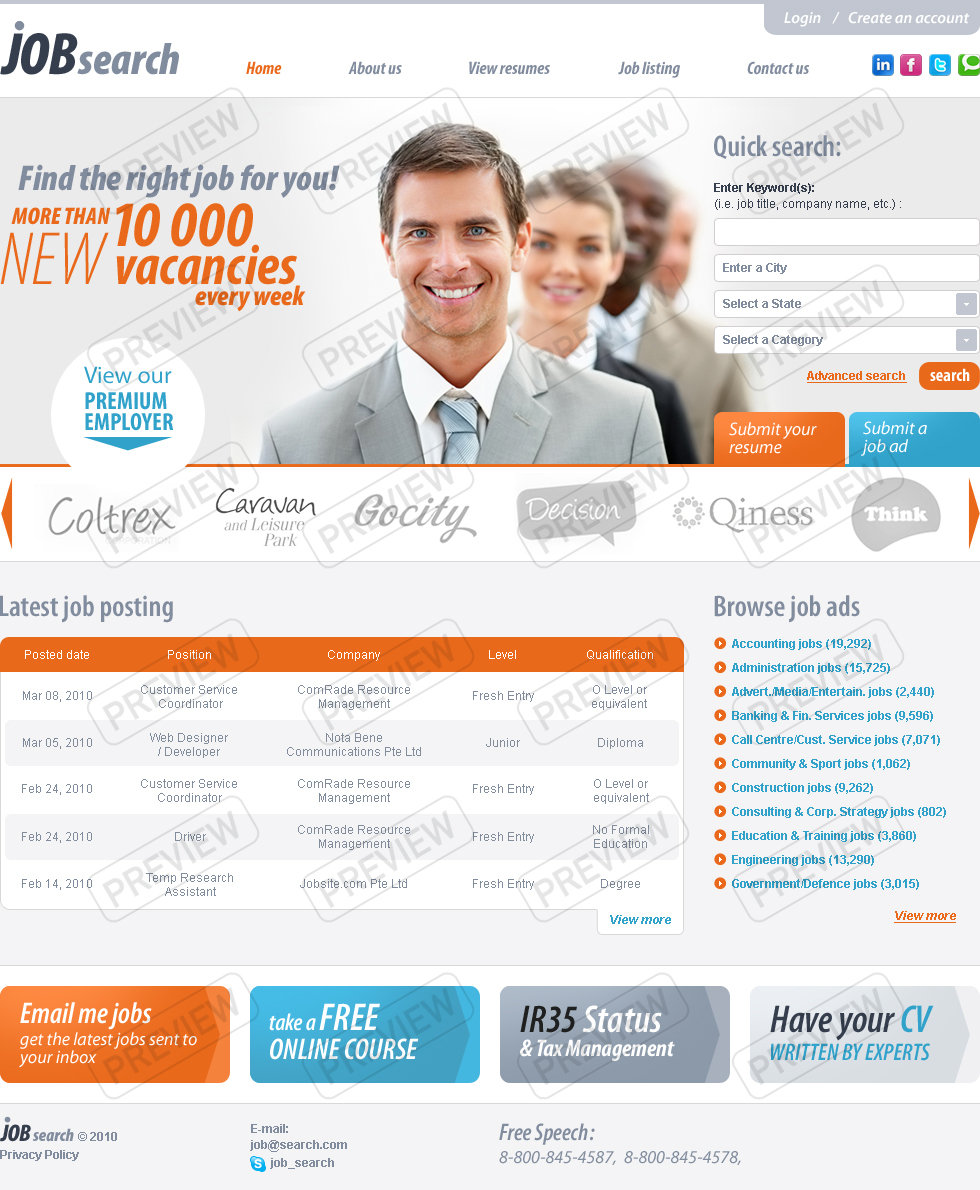 Login / Create an account
JOBsearch
Home About us View resumes Job listing Contact us
Find the right job for you!
MORE THAN 10 000
NEW vacancies
every week
View our
PREMIUM
EMPLOYER
Quick search:
Enter Keyword(s):
(i.e. job title, company name, etc.) :
Enter a City
Select a State
Select a Category
Advanced search search
Submit your
resume
Submit a
job ad
Coltrex
CORPORATION
Caravan
and Leisure
Park
Gocity
Decision
Qiness
Think
Latest job posting
Posted date Position Company Level Qualification
Mar 08, 2010 Customer Service Coordinator ComRade Resource Management Fresh Entry O Level or equivalent
Mar 05, 2010 Web Designer / Developer Nota Bene Communications Pte Ltd Junior Diploma
Feb 24, 2010 Customer Service Coordinator ComRade Resource Management Fresh Entry O Level or equivalent
Feb 24, 2010 Driver ComRade Resource Management Fresh Entry No Formal Education
Feb 14, 2010 Temp Research Assistant Jobsite.com Pte Ltd Fresh Entry Degree
View more
Browse job ads
Accounting jobs (19,292)
Administration jobs (15,725)
Advert./Media/Entertain. jobs (2,440)
Banking & Fin. Services jobs (9,596)
Call Centre/Cust. Service jobs (7,071)
Community & Sport jobs (1,062)
Construction jobs (9,262)
Consulting & Corp. Strategy jobs (802)
Education & Training jobs (3,860)
Engineering jobs (13,290)
Government/Defence jobs (3,015)
View more
Email me jobs
get the latest jobs sent to
your inbox
take a FREE
ONLINE COURSE
IR35 Status
& Tax Management
Have your CV
WRITTEN BY EXPERTS
JOB search © 2010
Privacy Policy
E-mail:
job@search.com
job_search
Free Speech:
8-800-845-4587, 8-800-845-4578,
PREVIEW